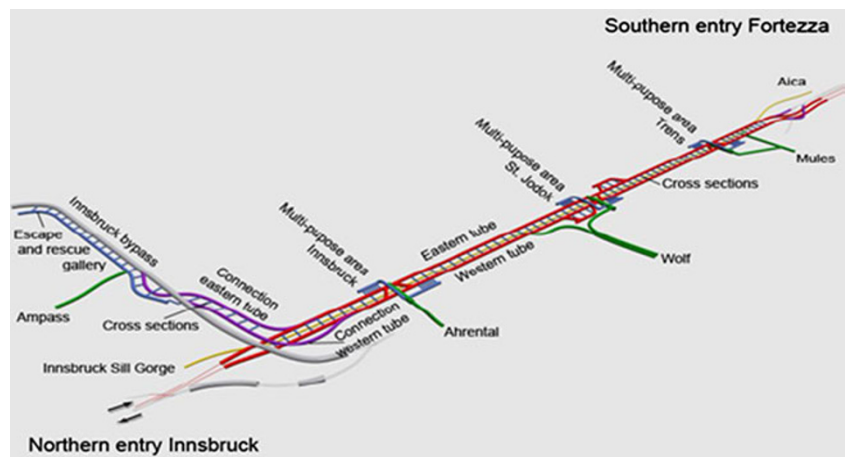 Southern entry Fortezza
Aica
Multi-pupose area
Trens
Mules
Multi-pupose area
St. Jodok
Cross sections
Innsbruck bypass
Multi-pupose area
Innsbruck
Eastern tube
Western tube
Wolf
Escape
and rescue
gallery
Connection
eastern tube
Ampass
Cross sections
Connection
western tube
Ahrental
Innsbruck Sill Gorge
Northern entry Innsbruck